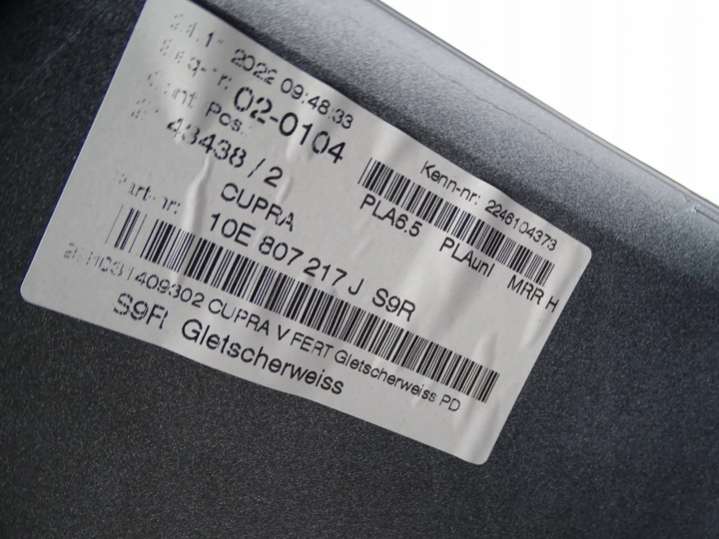 2022 09:48:33
02-0104
Pos.
43438 / 2
Kenn-nr: 2246104373
CUPRA
PLA6.5 PLAunl MRR H
10E 807 217 J S9R
CUPRA V FERT Gletscherweiss PD
S9R Gletscherweiss